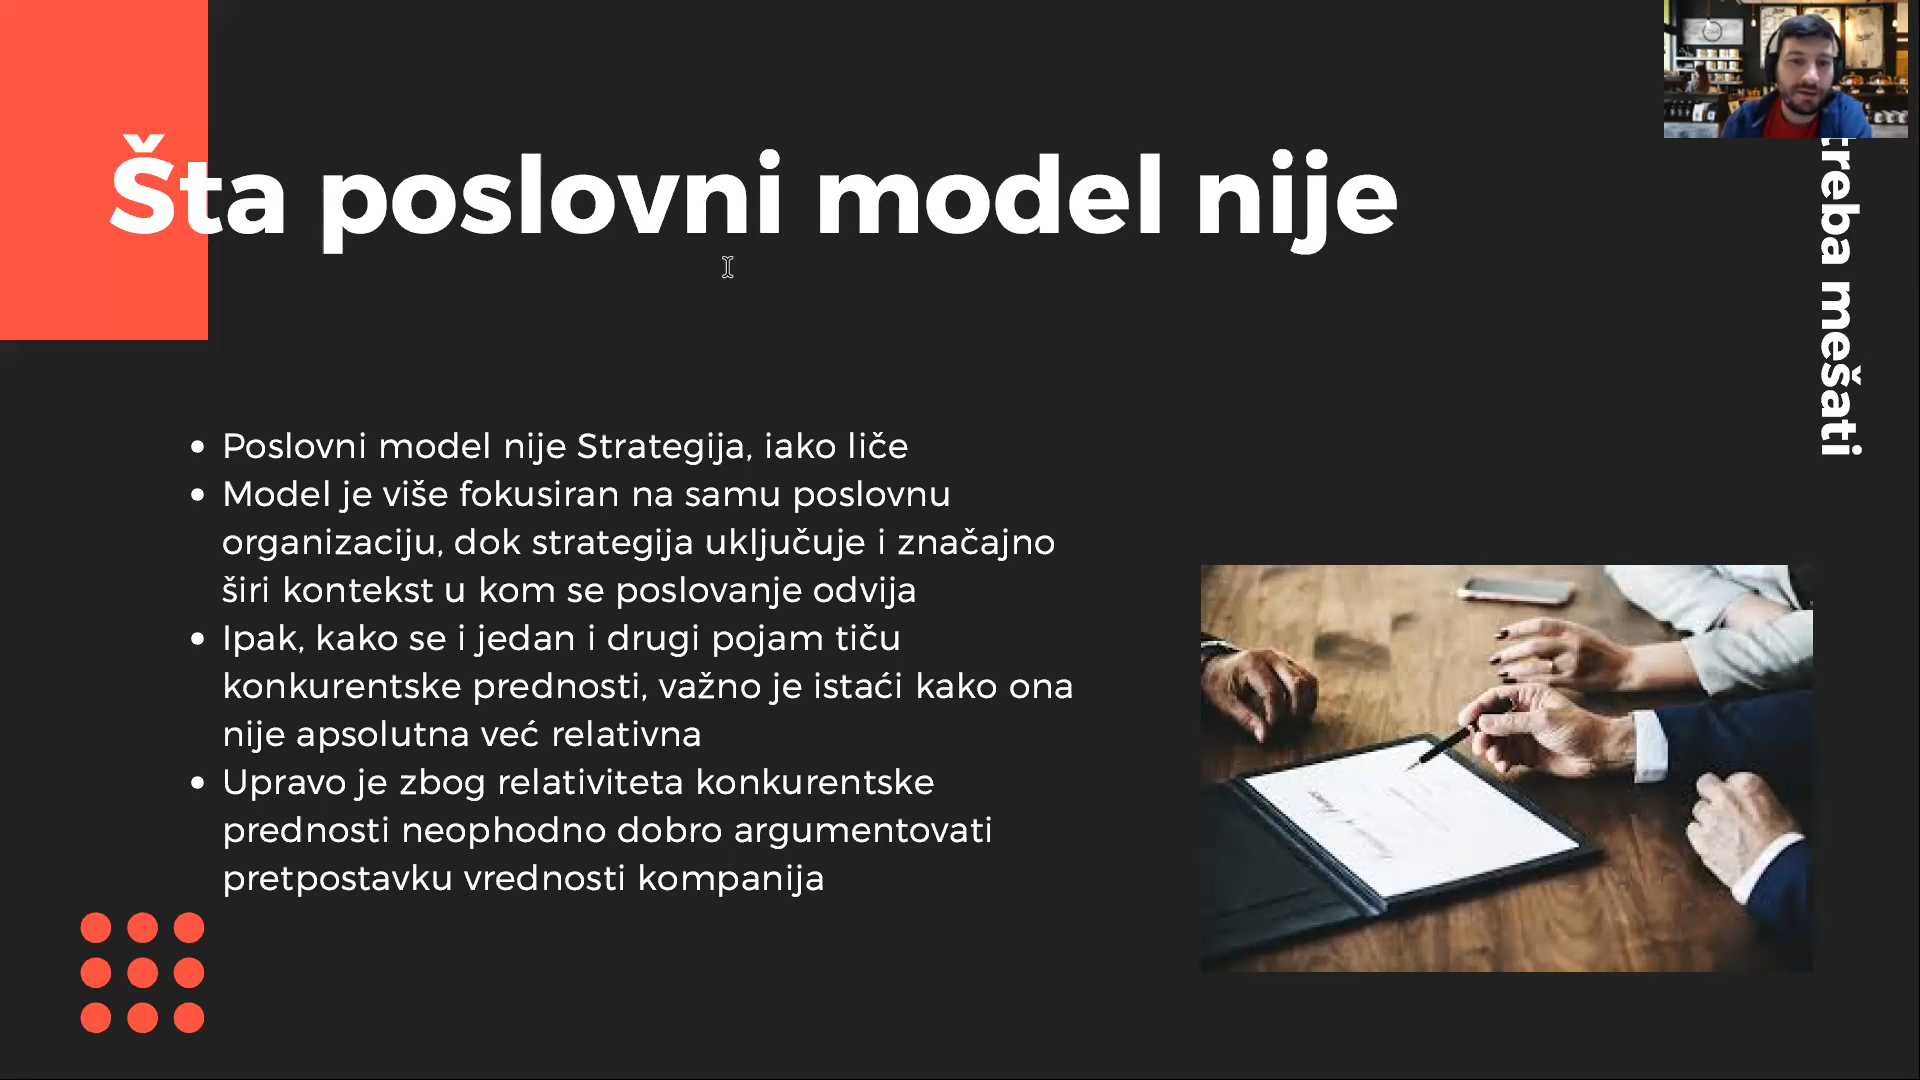 Šta poslovni model nije
treba mešati
• Poslovni model nije Strategija, iako liče
• Model je više fokusiran na samu poslovnu
organizaciju, dok strategija uključuje i značajno
širi kontekst u kom se poslovanje odvija
• Ipak, kako se i jedan i drugi pojam tiču
konkurentske prednosti, važno je istaći kako ona
nije apsolutna već relativna
• Upravo je zbog relativiteta konkurentske
prednosti neophodno dobro argumentovati
pretpostavku vrednosti kompanija